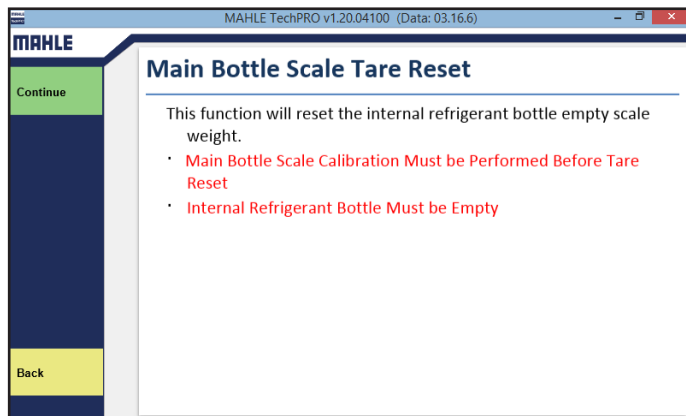 MAHLE TechPRO v1.20.04100 (Data: 03.16.6)
MAHLE
Continue
Main Bottle Scale Tare Reset
This function will reset the internal refrigerant bottle empty scale
weight.
· Main Bottle Scale Calibration Must be Performed Before Tare
Reset
· Internal Refrigerant Bottle Must be Empty
Back